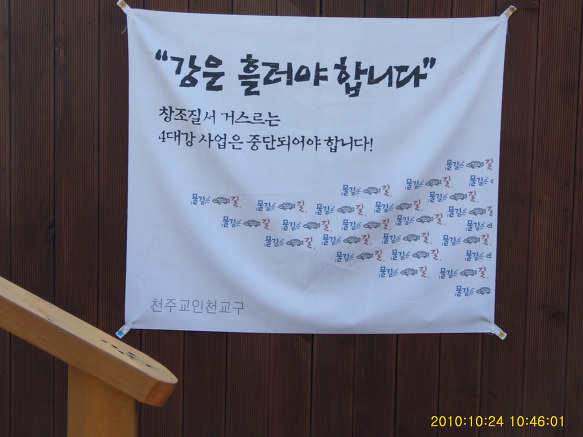 “강은 흘러야 합니다”
창조질서 거스르는
4대강 사업은 중단되어야 합니다!
천주교인천교구
2010:10:24 10:46:01